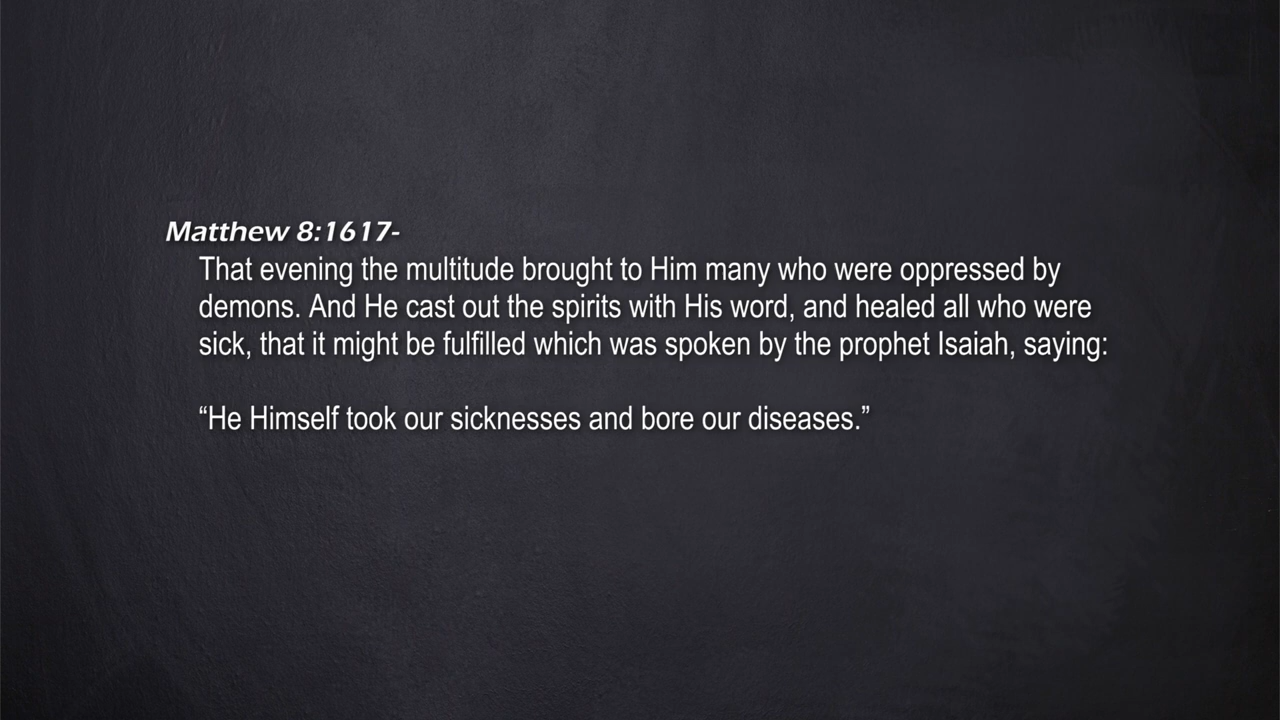 Matthew 8:1617-
That evening the multitude brought to Him many who were oppressed by
demons. And He cast out the spirits with His word, and healed all who were
sick, that it might be fulfilled which was spoken by the prophet Isaiah, saying:
“He Himself took our sicknesses and bore our diseases.”